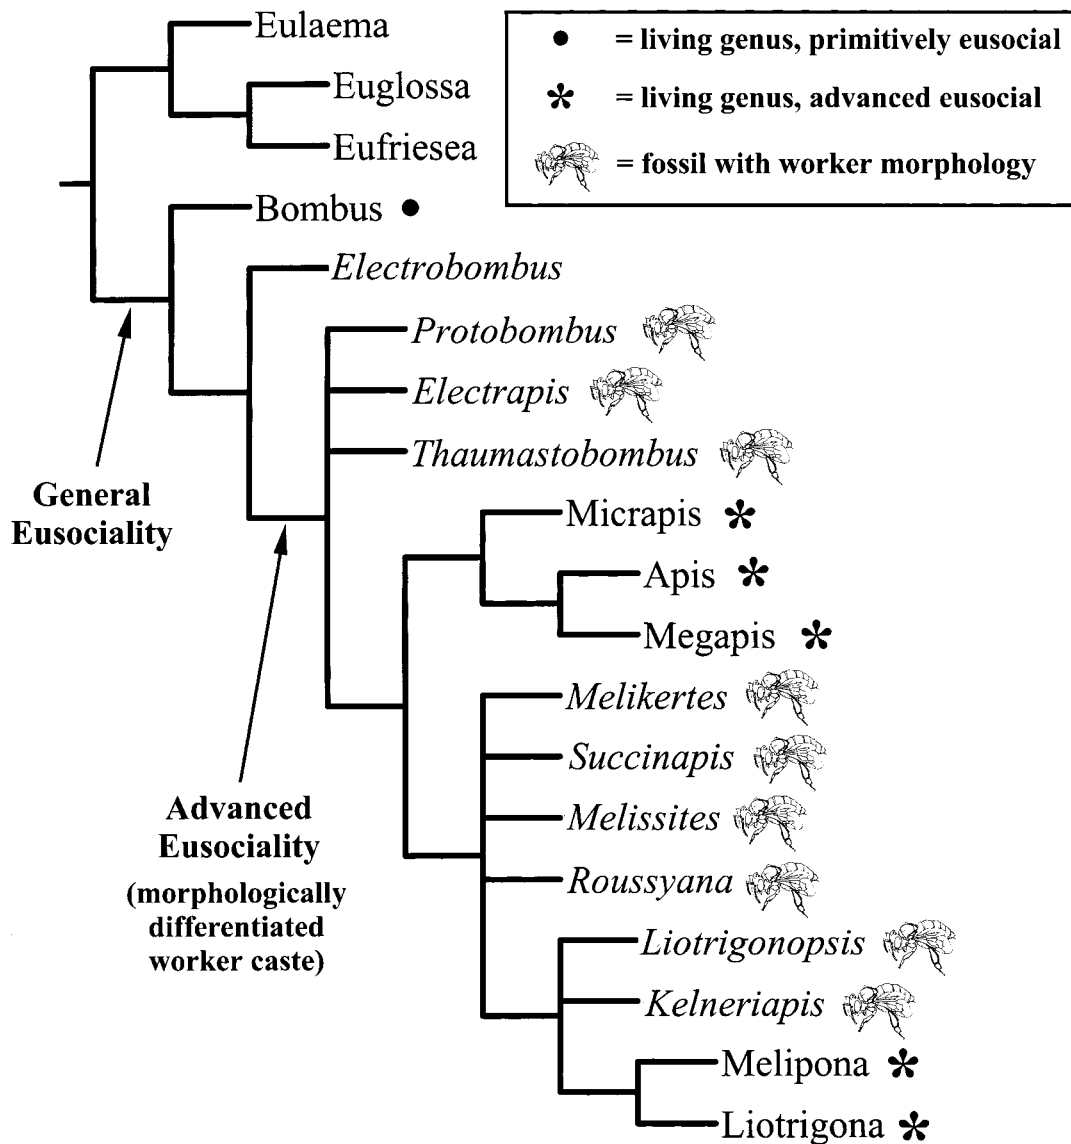 Eulaema
Euglossa
Eufriesea
Bombus ●
Electrobombus
Protobombus
Electrapis
Thaumastobombus
Micrapis *
Apis *
Megapis *
Melikertes
Succinapis
Melissites
Roussyana
Liotrigonopsis
Kelneriapis
Melipona *
Liotrigona *
● = living genus, primitively eusocial
* = living genus, advanced eusocial
= fossil with worker morphology
General
Eusociality
Advanced
Eusociality
(morphologically
differentiated
worker caste)